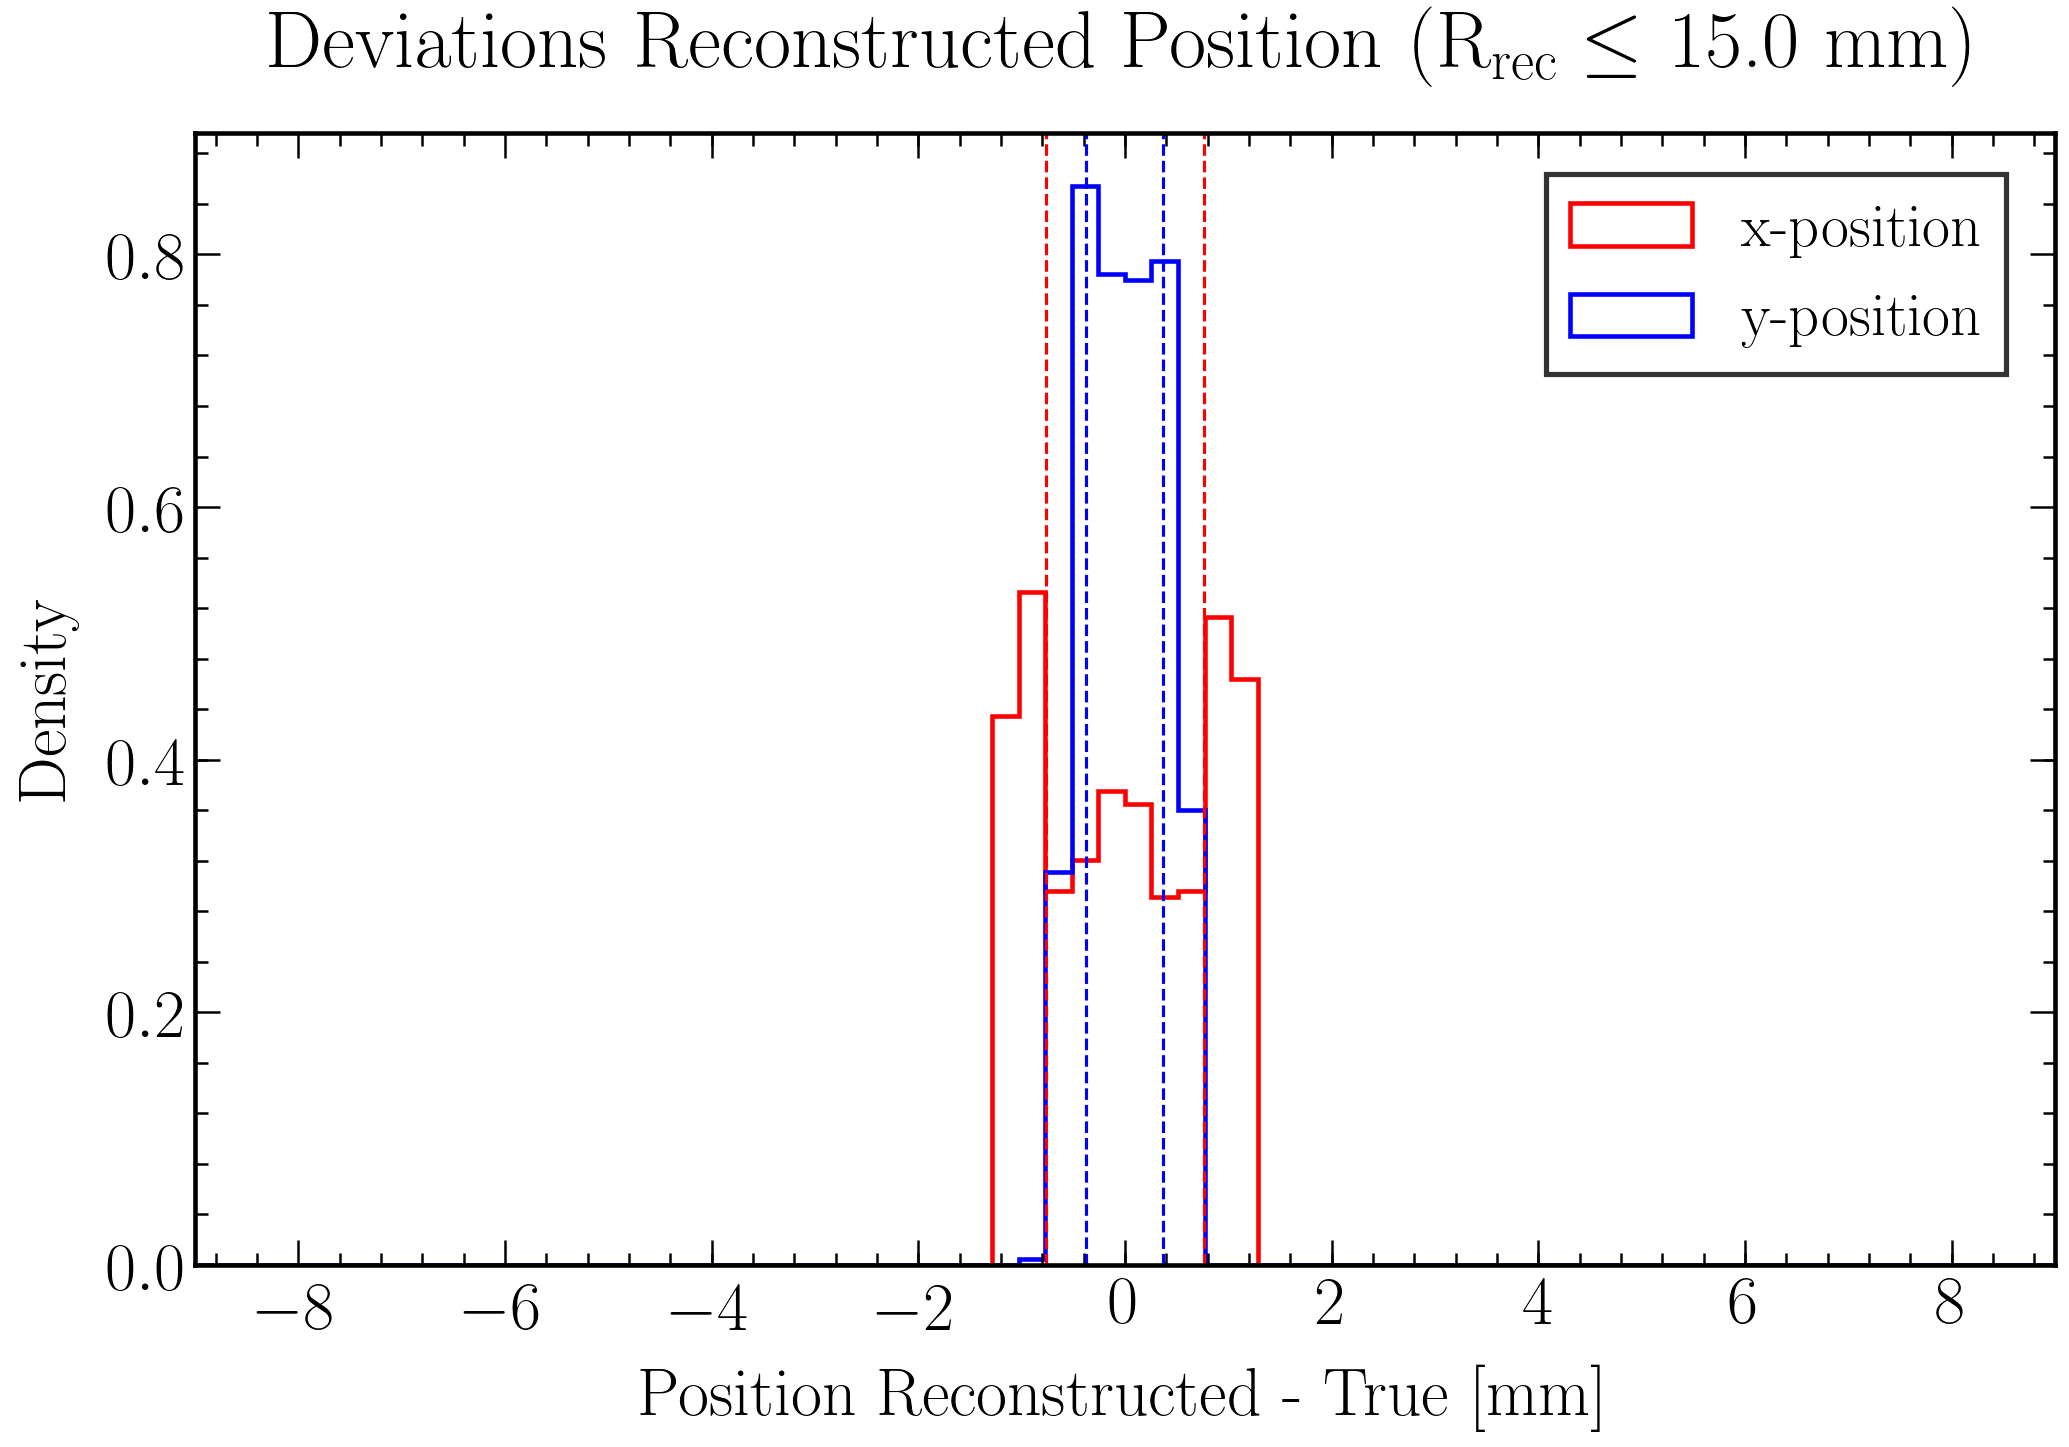 Deviations Reconstructed Position (R_rec ≤ 15.0 mm)
x-position
y-position
0.8
0.6
0.4
0.2
0.0
Density
−8 −6 −4 −2 0 2 4 6 8
Position Reconstructed - True [mm]